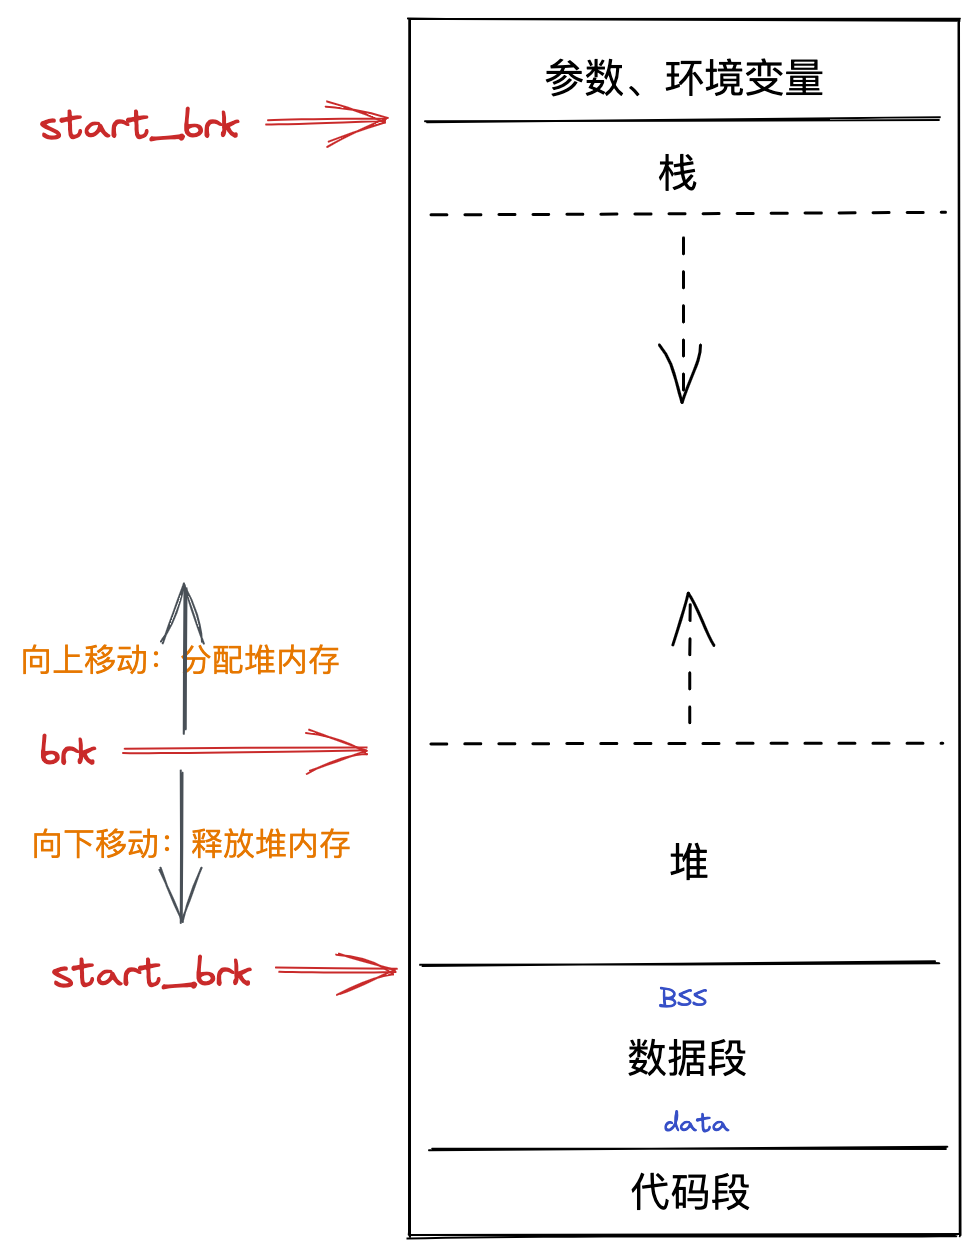 参数、环境变量
start_brk
栈
向上移动：分配堆内存
brk
向下移动：释放堆内存
堆
start_brk
BSS
数据段
data
代码段